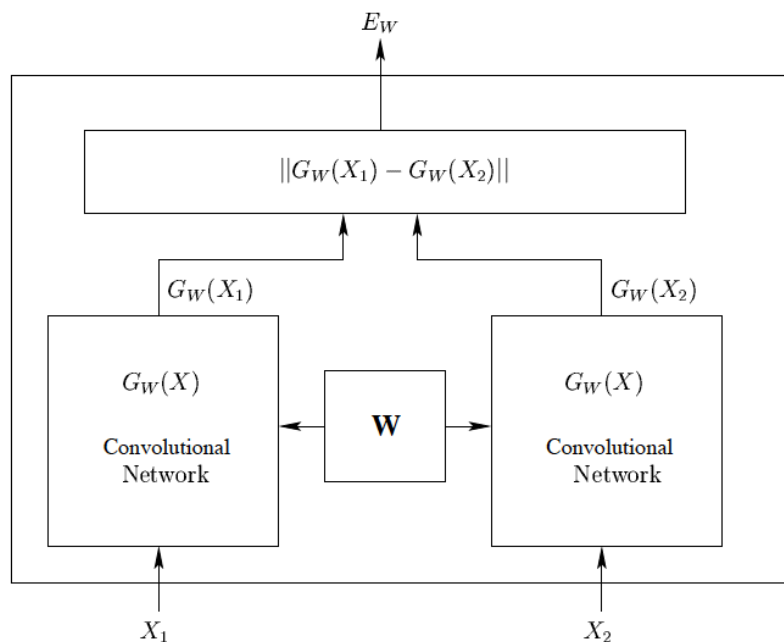 E_W
||G_W(X_1) − G_W(X_2)||
G_W(X_1)
G_W(X_2)
G_W(X)
Convolutional
Network
W
G_W(X)
Convolutional
Network
X_1
X_2